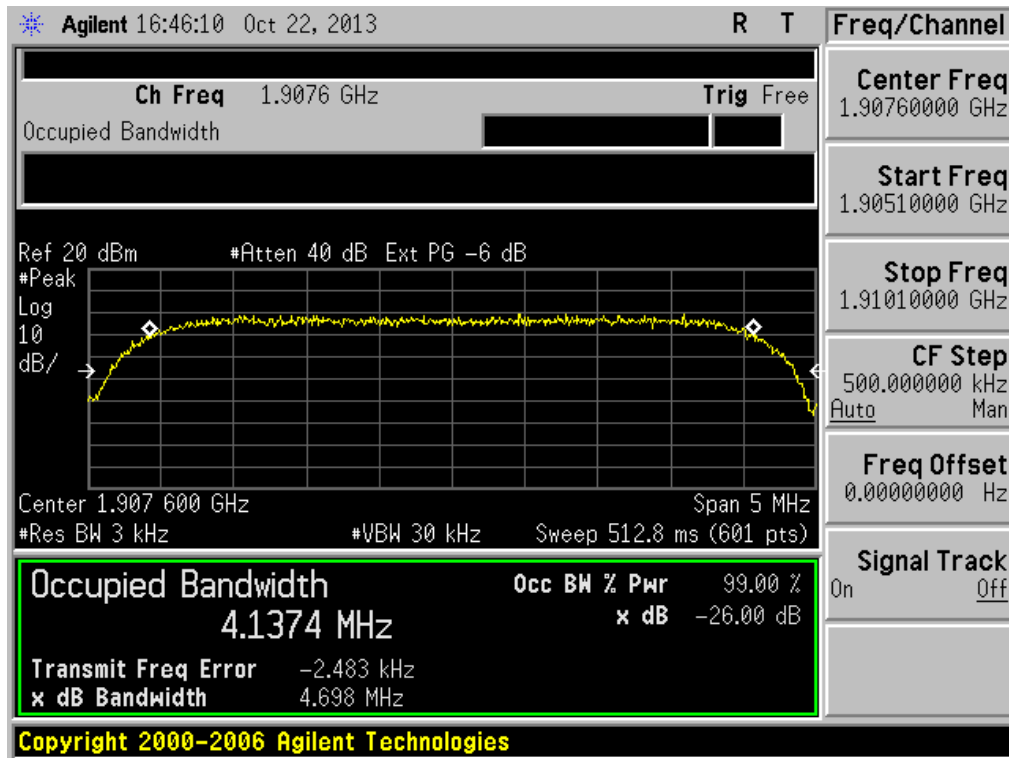 Agilent 16:46:10 Oct 22, 2013 R T
Freq/Channel
Ch Freq 1.9076 GHz Trig Free
Occupied Bandwidth
Center Freq
1.90760000 GHz
Start Freq
1.90510000 GHz
Stop Freq
1.91010000 GHz
CF Step
500.000000 kHz
Auto Man
Freq Offset
0.00000000 Hz
Signal Track
On Off
Ref 20 dBm #Atten 40 dB Ext PG -6 dB
#Peak
Log
10
dB/
Center 1.907 600 GHz Span 5 MHz
#Res BW 3 kHz #VBW 30 kHz Sweep 512.8 ms (601 pts)
Occupied Bandwidth Occ BW % Pwr 99.00 %
4.1374 MHz x dB -26.00 dB
Transmit Freq Error -2.483 kHz
x dB Bandwidth 4.698 MHz
Copyright 2000-2006 Agilent Technologies